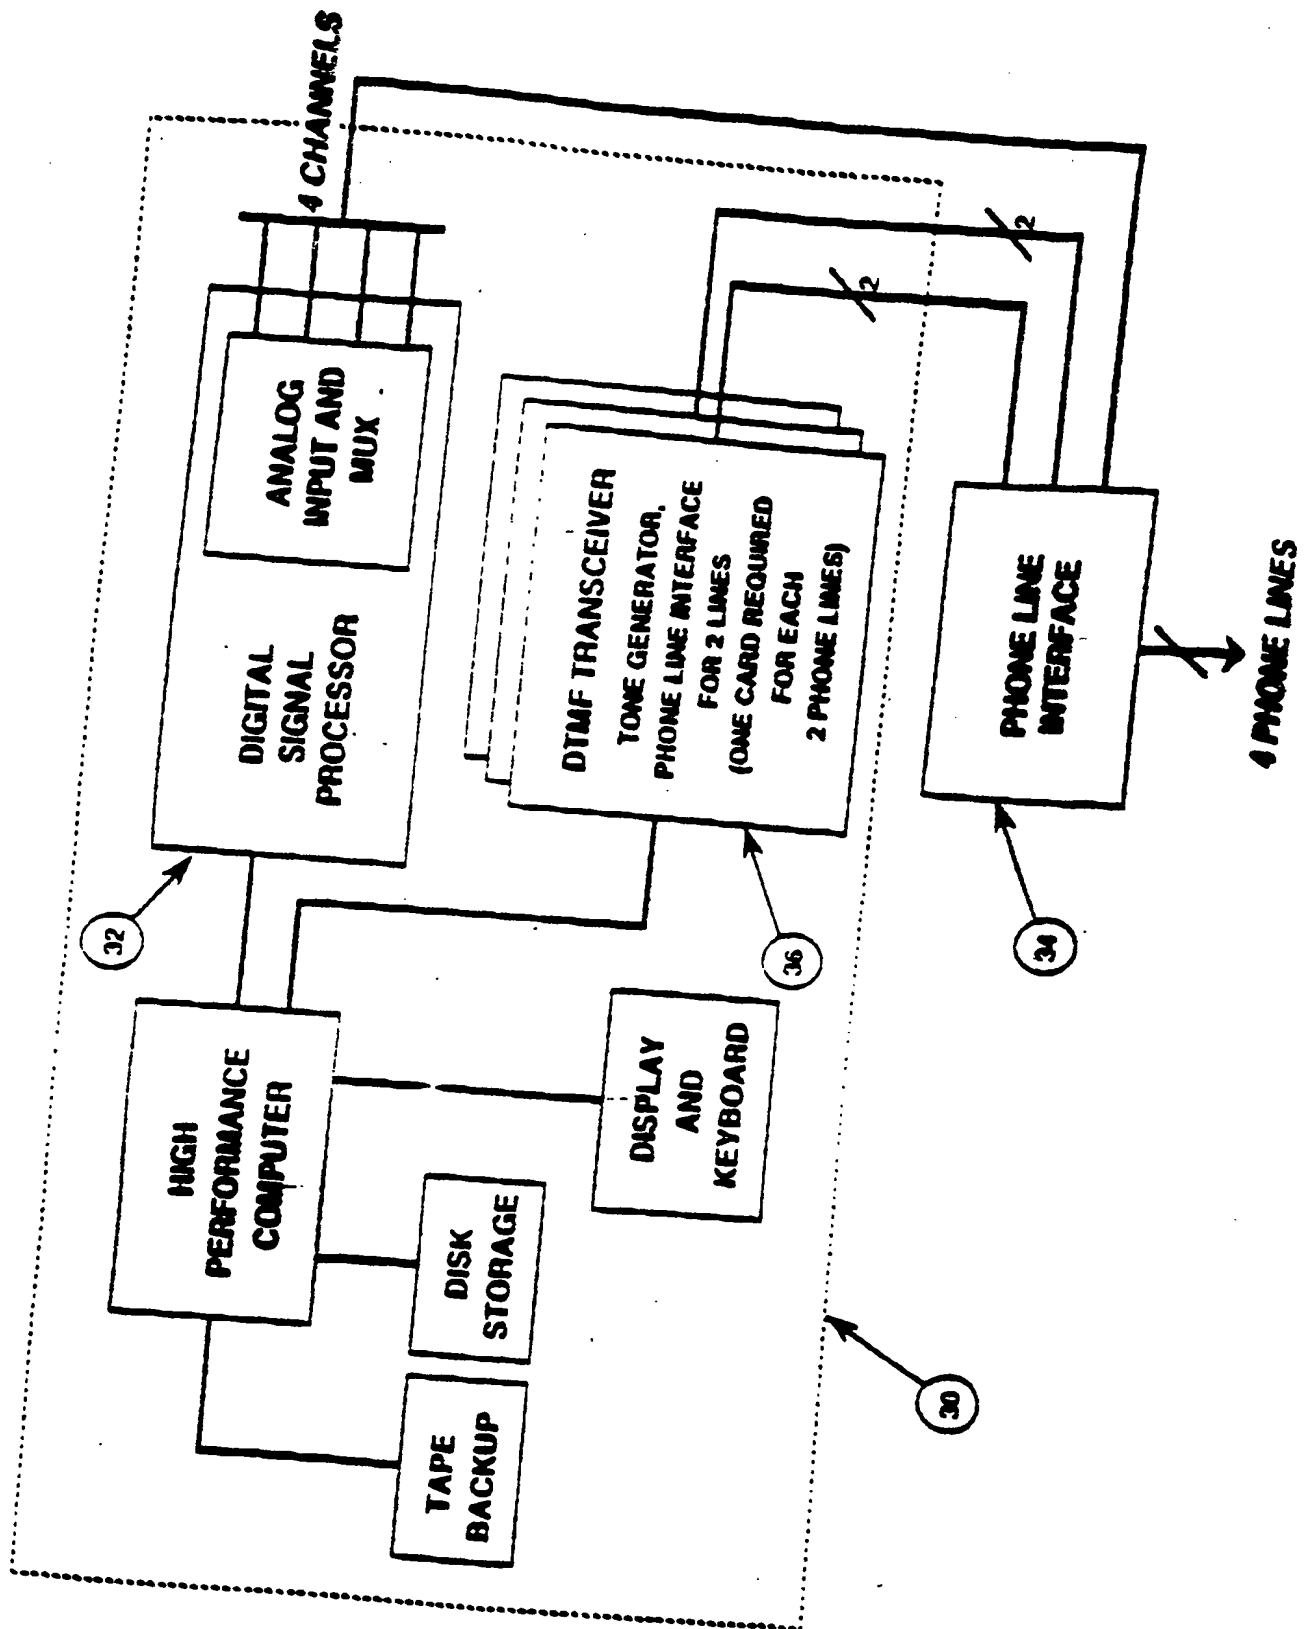 4 CHANNELS
ANALOG
INPUT AND
MUX
DIGITAL
SIGNAL
PROCESSOR
32
HIGH
PERFORMANCE
COMPUTER
TAPE
BACKUP
DISK
STORAGE
DISPLAY
AND
KEYBOARD
DTMF TRANSCEIVER
TONE GENERATOR,
PHONE LINE INTERFACE
FOR 2 LINES
(ONE CARD REQUIRED
FOR EACH
2 PHONE LINES)
36
2
2
PHONE LINE
INTERFACE
34
4 PHONE LINES
30